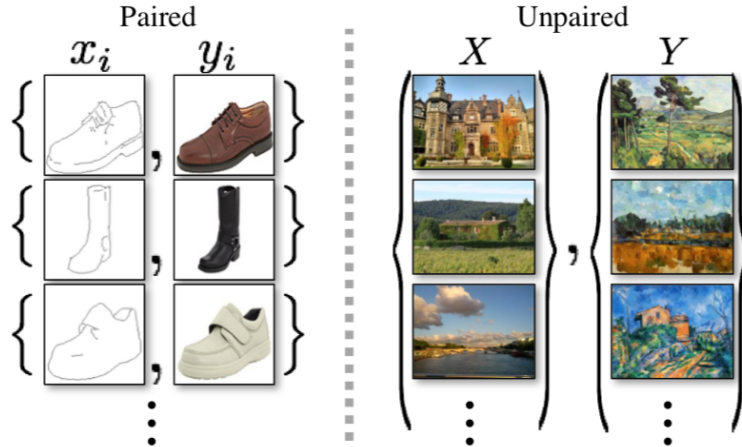 Paired
Unpaired
x_i
y_i
X
Y
{ , }
{ , }
{ , }
( ) , ( )
⋮
⋮
⋮